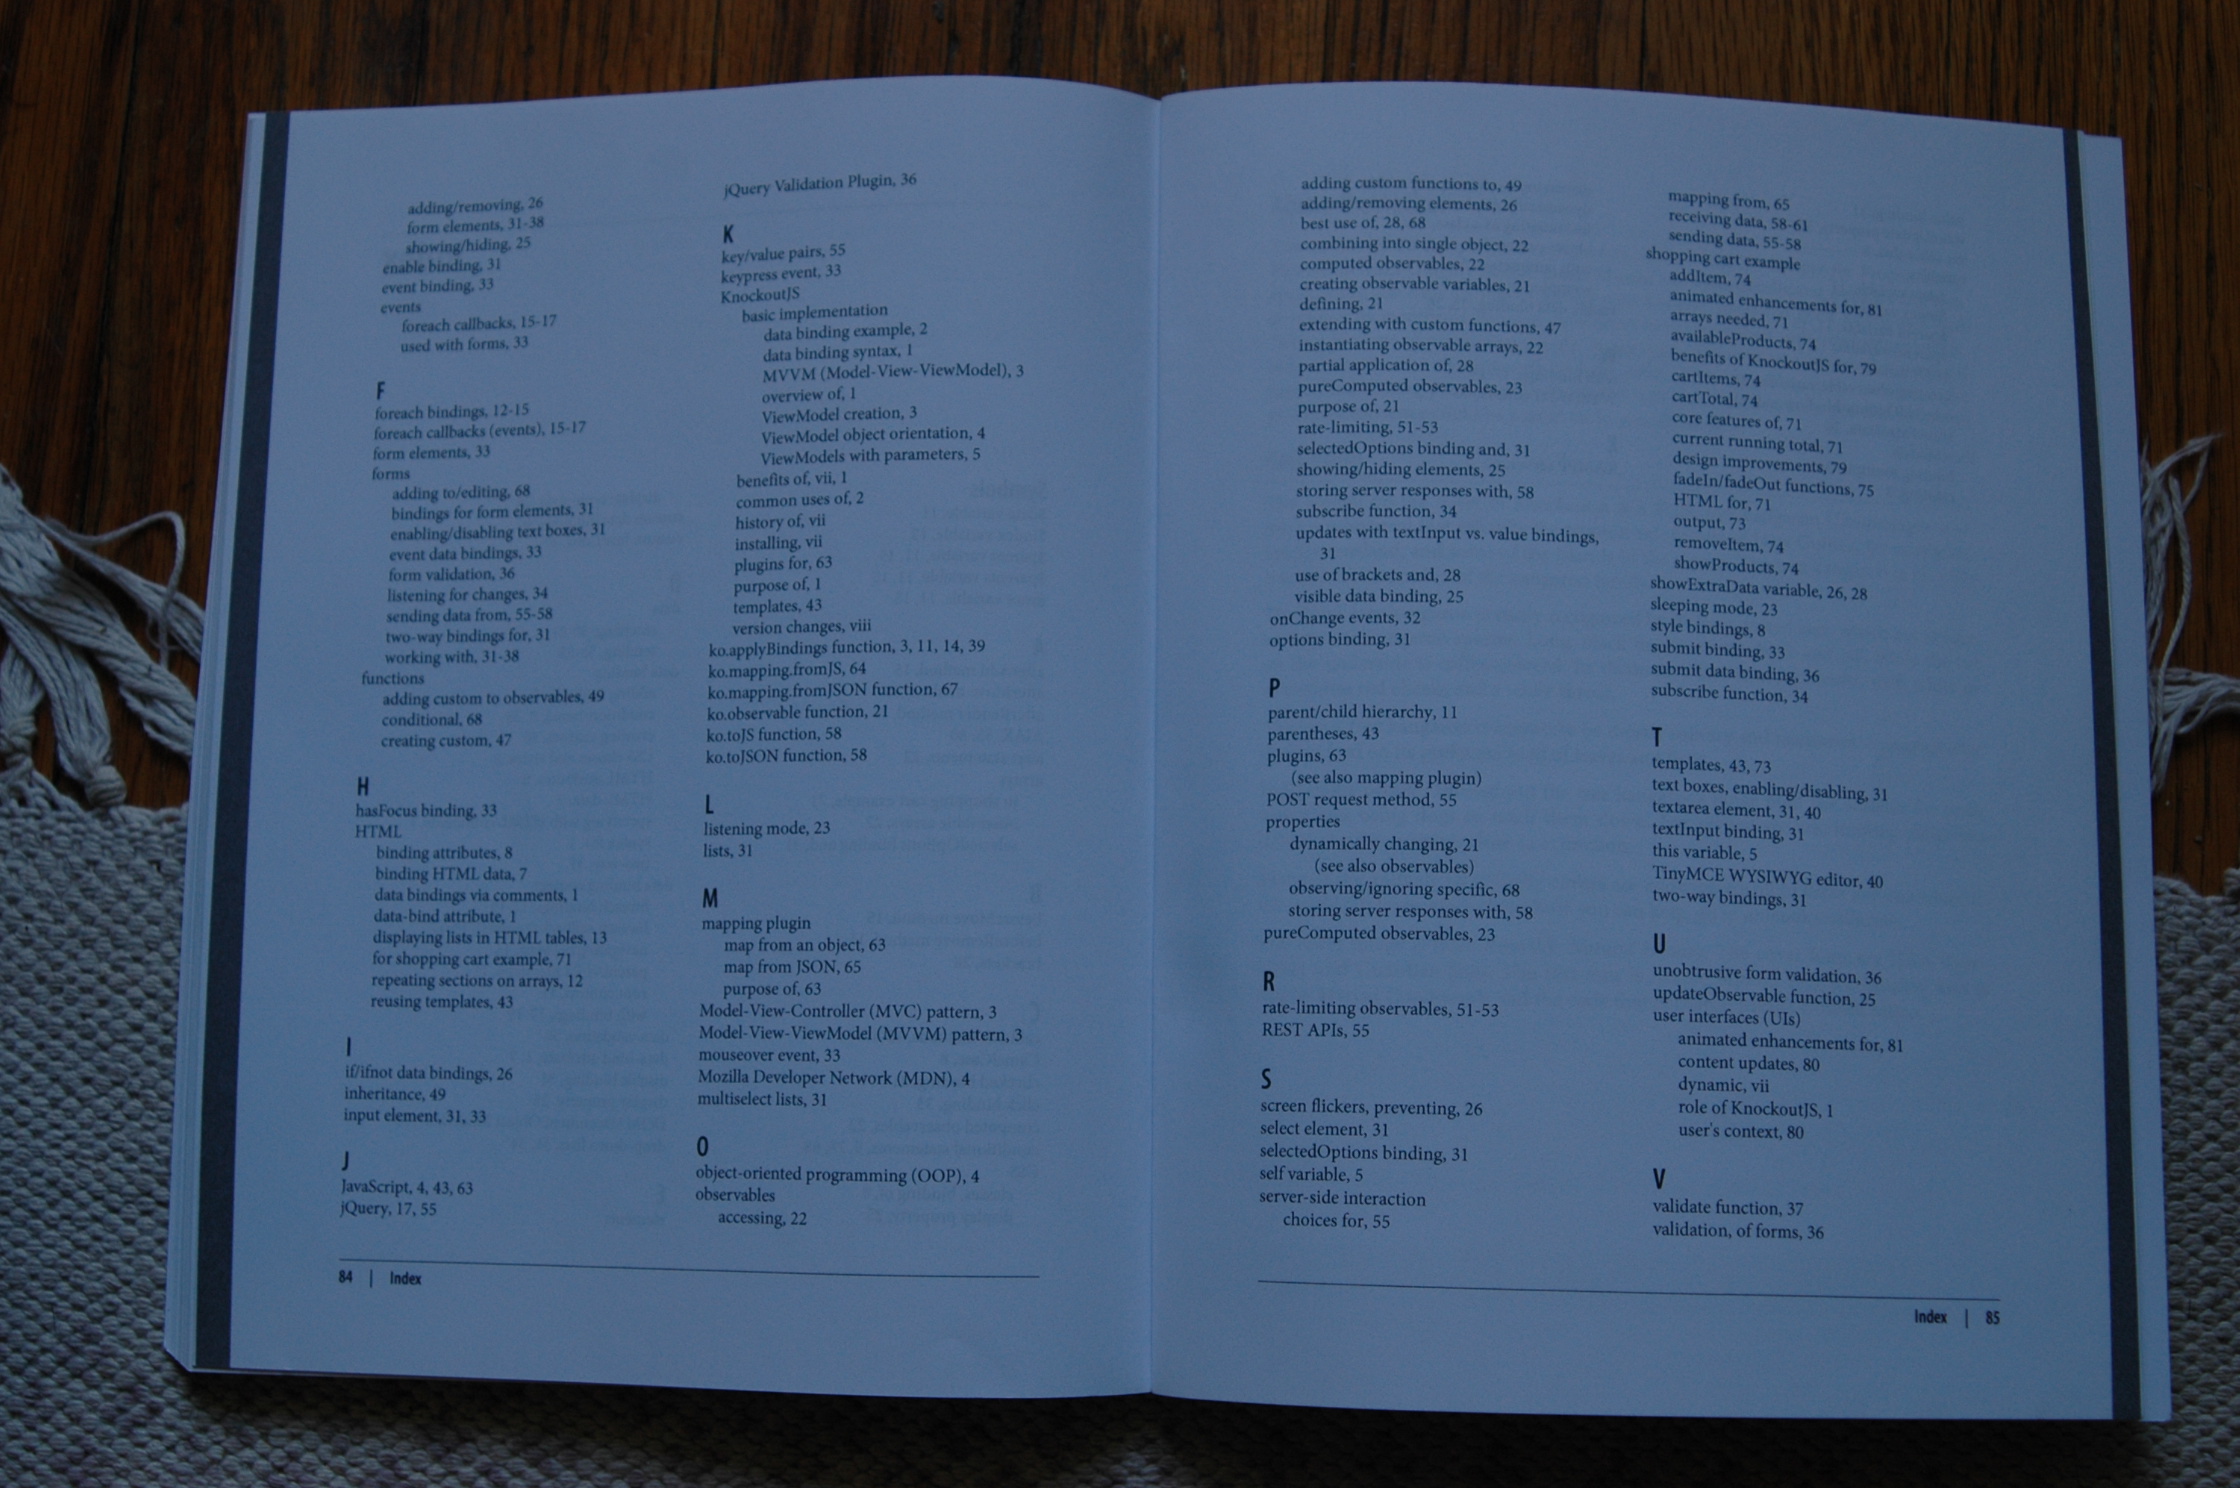 adding/removing, 26
form elements, 31-38
showing/hiding, 25
enable binding, 31
event binding, 33
events
foreach callbacks, 15-17
used with forms, 33
F
foreach bindings, 12-15
foreach callbacks (events), 15-17
form elements, 33
forms
adding to/editing, 68
bindings for form elements, 31
enabling/disabling text boxes, 31
event data bindings, 33
form validation, 36
listening for changes, 34
sending data from, 55-58
two-way bindings for, 31
working with, 31-38
functions
adding custom to observables, 49
conditional, 68
creating custom, 47
H
hasFocus binding, 33
HTML
binding attributes, 8
binding HTML data, 7
data bindings via comments, 1
data-bind attribute, 1
displaying lists in HTML tables, 13
for shopping cart example, 71
repeating sections on arrays, 12
reusing templates, 43
I
if/ifnot data bindings, 26
inheritance, 49
input element, 31, 33
J
JavaScript, 4, 43, 63
jQuery, 17, 55
jQuery Validation Plugin, 36
K
key/value pairs, 55
keypress event, 33
KnockoutJS
basic implementation
data binding example, 2
data binding syntax, 1
MVVM (Model-View-ViewModel), 3
overview of, 1
ViewModel creation, 3
ViewModel object orientation, 4
ViewModels with parameters, 5
benefits of, vii, 1
common uses of, 2
history of, vii
installing, vii
plugins for, 63
purpose of, 1
templates, 43
version changes, viii
ko.applyBindings function, 3, 11, 14, 39
ko.mapping.fromJS, 64
ko.mapping.fromJSON function, 67
ko.observable function, 21
ko.toJS function, 58
ko.toJSON function, 58
L
listening mode, 23
lists, 31
M
mapping plugin
map from an object, 63
map from JSON, 65
purpose of, 63
Model-View-Controller (MVC) pattern, 3
Model-View-ViewModel (MVVM) pattern, 3
mouseover event, 33
Mozilla Developer Network (MDN), 4
multiselect lists, 31
O
object-oriented programming (OOP), 4
observables
accessing, 22
84 | Index
adding custom functions to, 49
adding/removing elements, 26
best use of, 28, 68
combining into single object, 22
computed observables, 22
creating observable variables, 21
defining, 21
extending with custom functions, 47
instantiating observable arrays, 22
partial application of, 28
pureComputed observables, 23
purpose of, 21
rate-limiting, 51-53
selectedOptions binding and, 31
showing/hiding elements, 25
storing server responses with, 58
subscribe function, 34
updates with textInput vs. value bindings,
31
use of brackets and, 28
visible data binding, 25
onChange events, 32
options binding, 31
P
parent/child hierarchy, 11
parentheses, 43
plugins, 63
(see also mapping plugin)
POST request method, 55
properties
dynamically changing, 21
(see also observables)
observing/ignoring specific, 68
storing server responses with, 58
pureComputed observables, 23
R
rate-limiting observables, 51-53
REST APIs, 55
S
screen flickers, preventing, 26
select element, 31
selectedOptions binding, 31
self variable, 5
server-side interaction
choices for, 55
mapping from, 65
receiving data, 58-61
sending data, 55-58
shopping cart example
addItem, 74
animated enhancements for, 81
arrays needed, 71
availableProducts, 74
benefits of KnockoutJS for, 79
cartItems, 74
cartTotal, 74
core features of, 71
current running total, 71
design improvements, 79
fadeIn/fadeOut functions, 75
HTML for, 71
output, 73
removeItem, 74
showProducts, 74
showExtraData variable, 26, 28
sleeping mode, 23
style bindings, 8
submit binding, 33
submit data binding, 36
subscribe function, 34
T
templates, 43, 73
text boxes, enabling/disabling, 31
textarea element, 31, 40
textInput binding, 31
this variable, 5
TinyMCE WYSIWYG editor, 40
two-way bindings, 31
U
unobtrusive form validation, 36
updateObservable function, 25
user interfaces (UIs)
animated enhancements for, 81
content updates, 80
dynamic, vii
role of KnockoutJS, 1
user's context, 80
V
validate function, 37
validation, of forms, 36
Index | 85